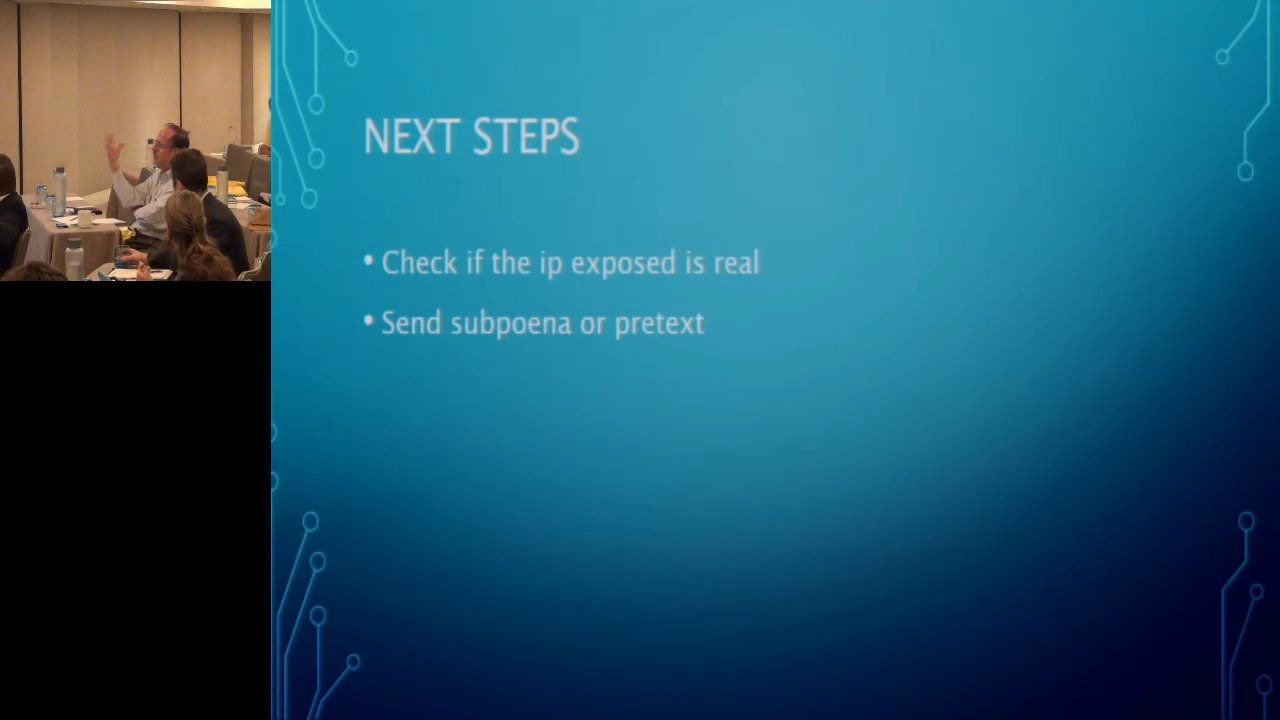 NEXT STEPS
• Check if the ip exposed is real
• Send subpoena or pretext